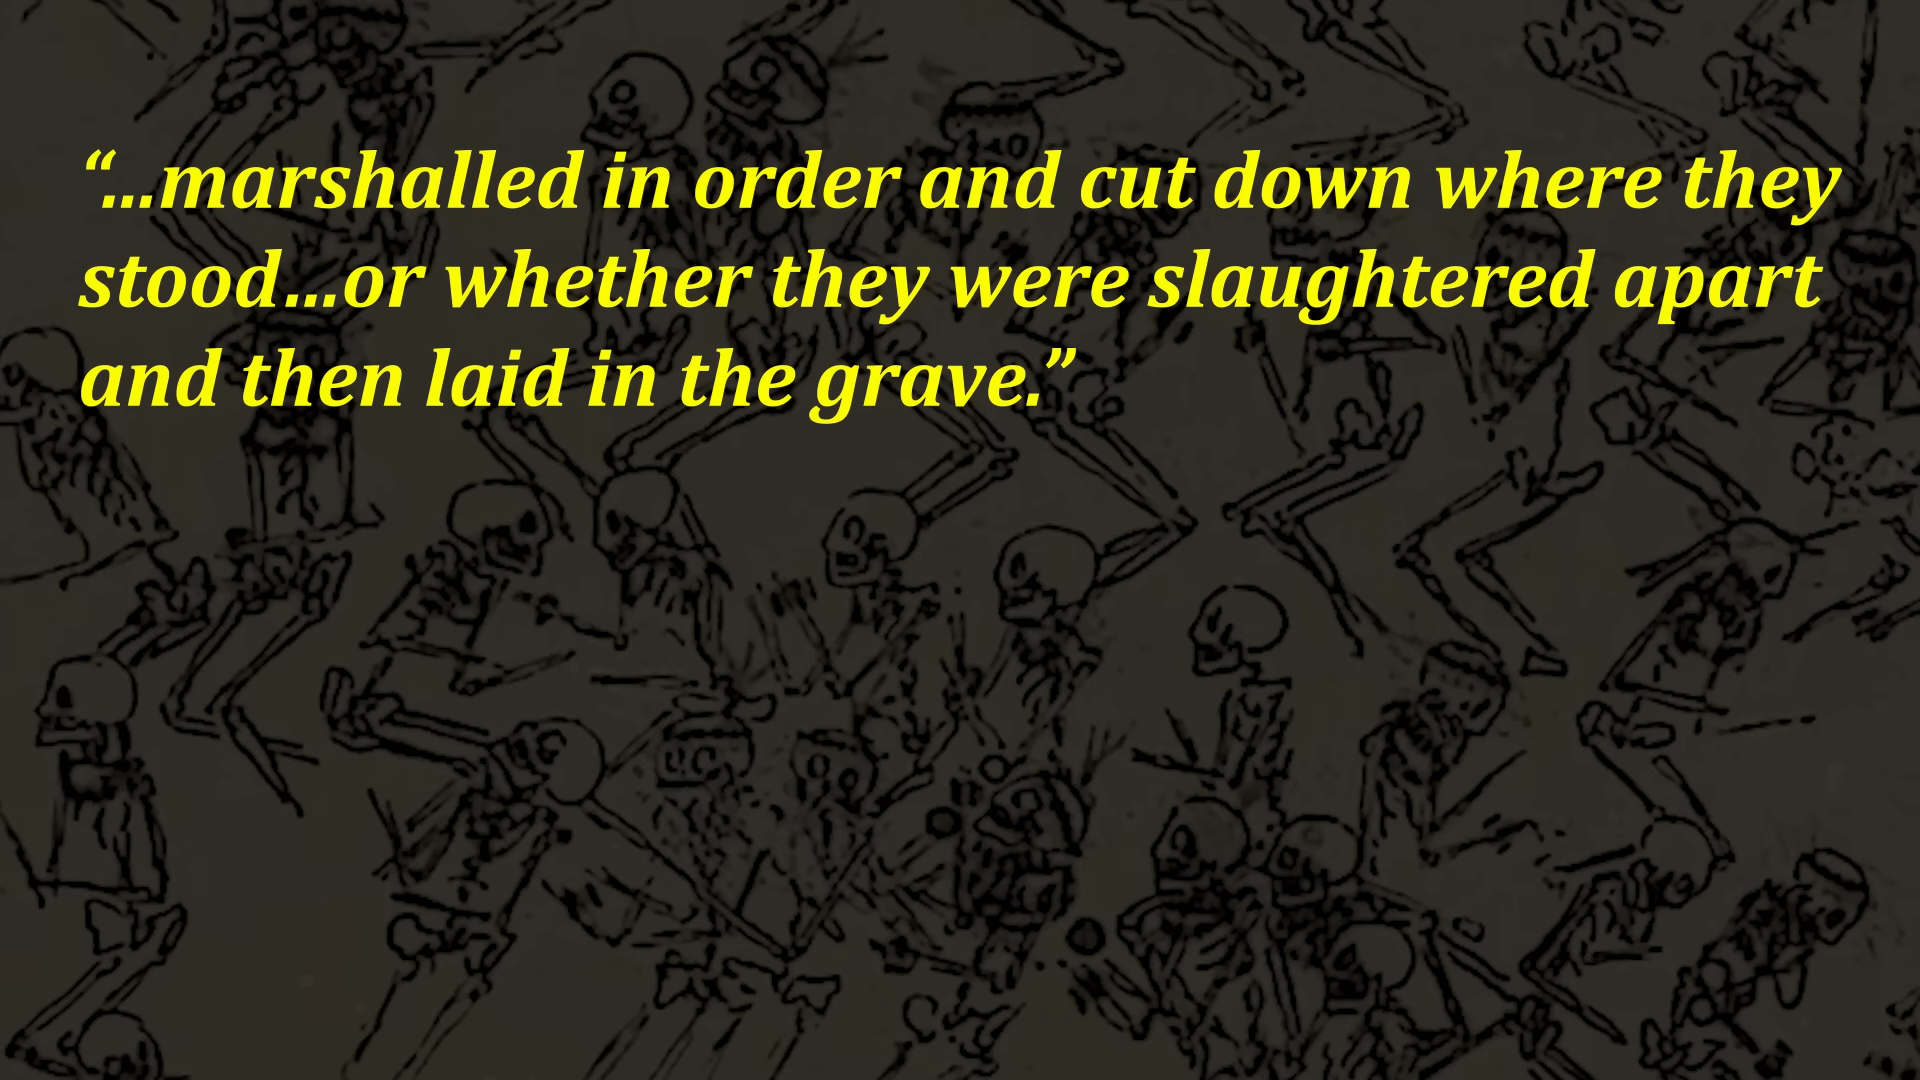 “…marshalled in order and cut down where they
stood…or whether they were slaughtered apart
and then laid in the grave.”